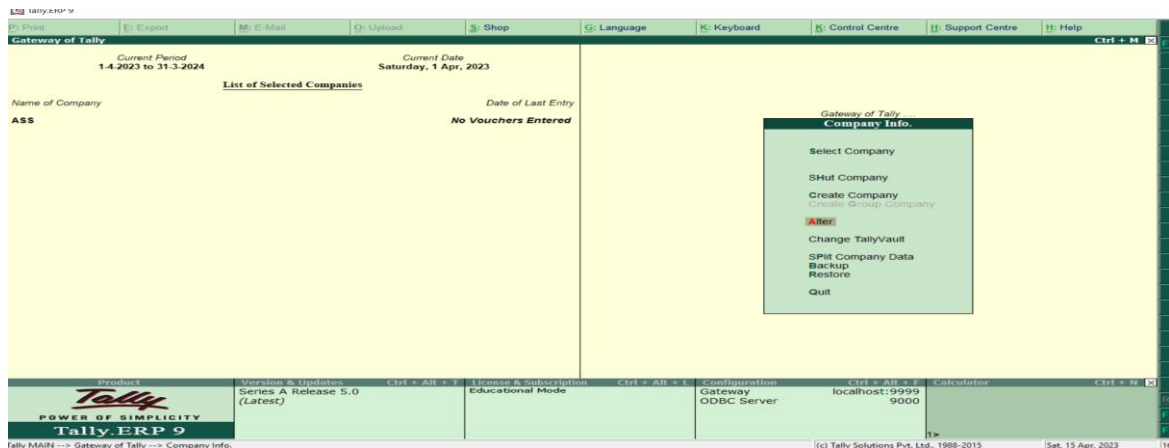 Tally.ERP 9
P: Print E: Export M: E-Mail O: Upload S: Shop G: Language K: Keyboard K: Control Centre H: Support Centre H: Help
Gateway of Tally Ctrl + M
Current Period Current Date
1-4-2023 to 31-3-2024 Saturday, 1 Apr, 2023
List of Selected Companies
Name of Company Date of Last Entry
ASS No Vouchers Entered
Gateway of Tally ....
Company Info.
Select Company
SHut Company
Create Company
Create Group Company
Alter
Change TallyVault
SPlit Company Data
Backup
Restore
Quit
Product Version & Updates Ctrl + Alt + T License & Subscription Ctrl + Alt + L Configuration Ctrl + Alt + F Calculator Ctrl + N
Tally Series A Release 5.0 Educational Mode Gateway localhost:9999
(Latest) ODBC Server 9000
POWER OF SIMPLICITY
Tally.ERP 9 1>
Tally MAIN --> Gateway of Tally --> Company Info. (c) Tally Solutions Pvt. Ltd., 1988-2015 Sat, 15 Apr, 2023